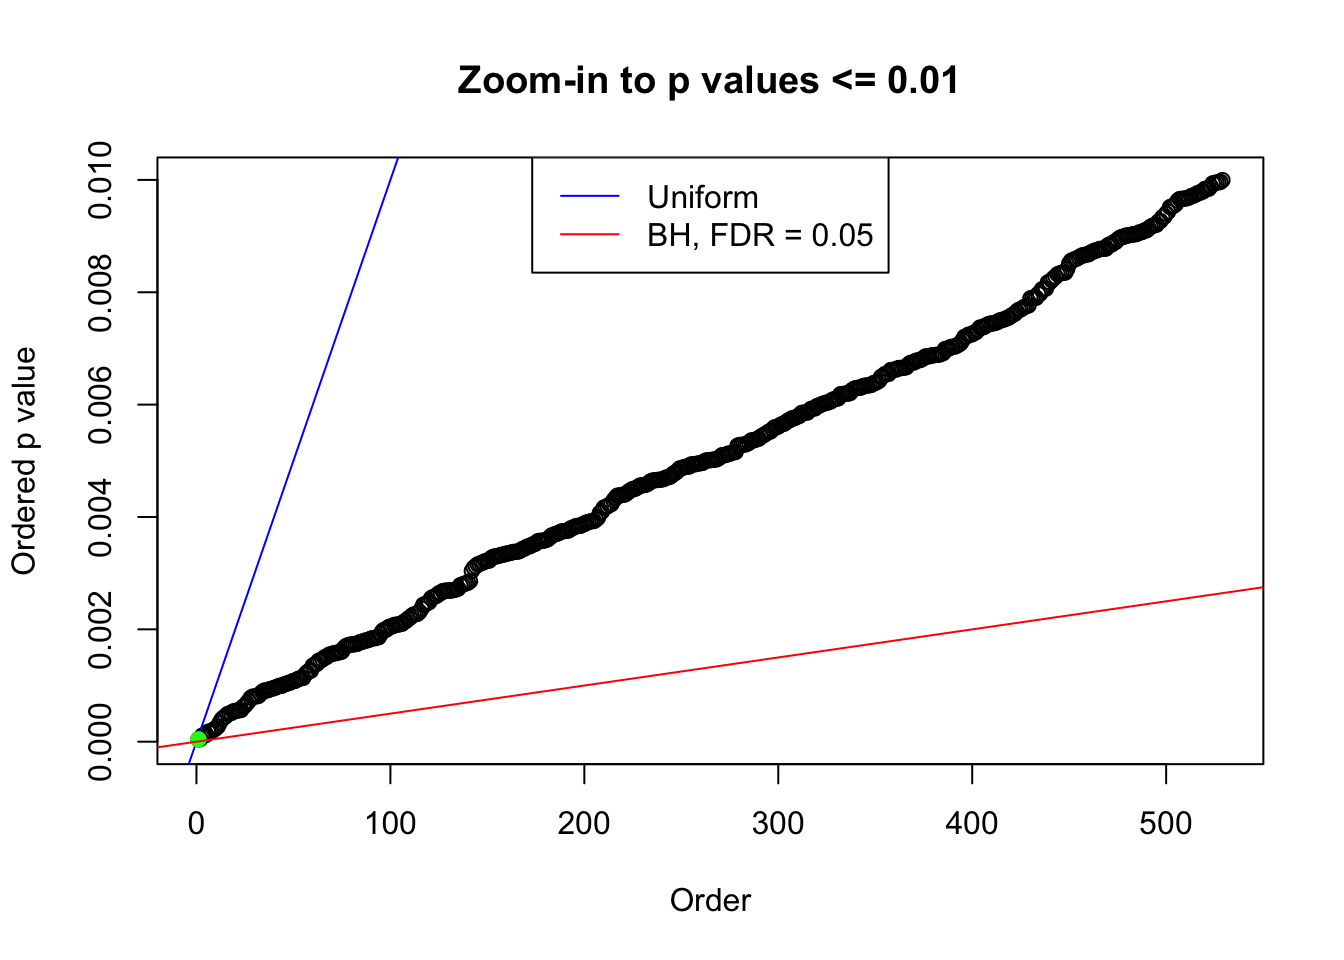 Zoom-in to p values <= 0.01
Uniform
BH, FDR = 0.05
Ordered p value
0.010
0.008
0.006
0.004
0.002
0.000
0 100 200 300 400 500
Order